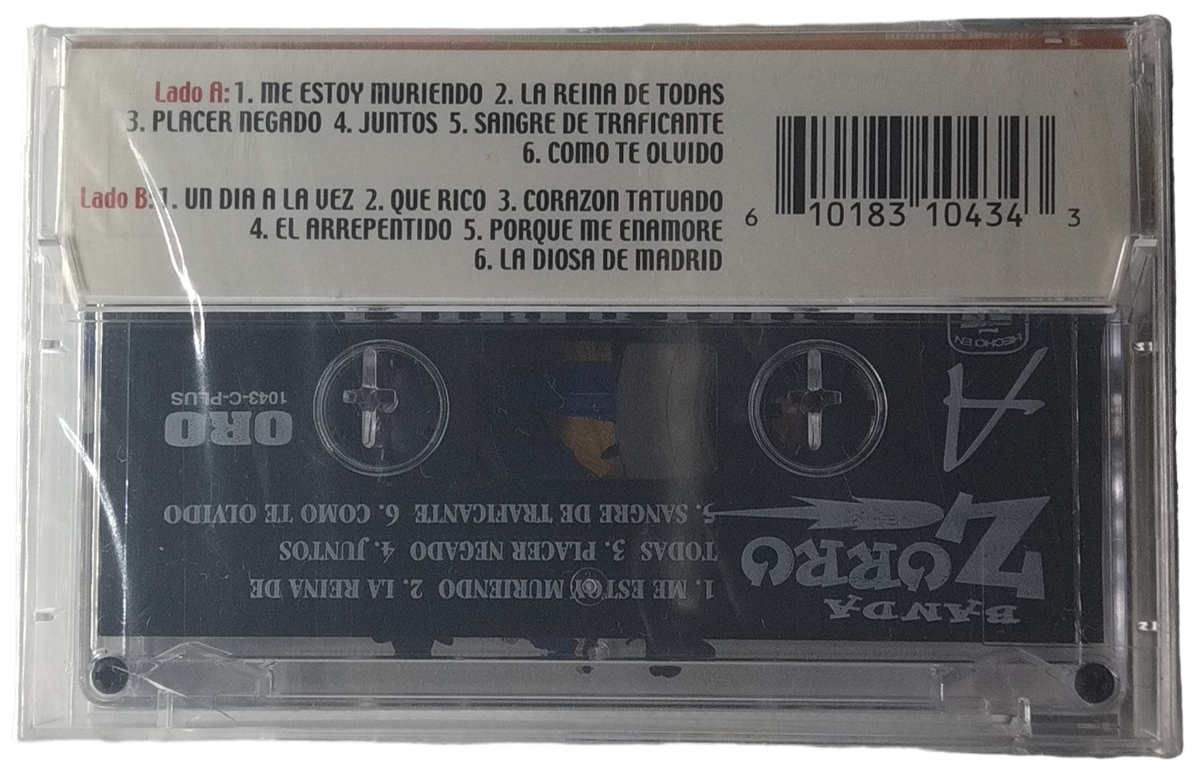 Lado A: 1. ME ESTOY MURIENDO 2. LA REINA DE TODAS
3. PLACER NEGADO 4. JUNTOS 5. SANGRE DE TRAFICANTE
6. COMO TE OLVIDO
Lado B: 1. UN DIA A LA VEZ 2. QUE RICO 3. CORAZON TATUADO
4. EL ARREPENTIDO 5. PORQUE ME ENAMORE
6. LA DIOSA DE MADRID
6 10183 10434 3
BANDA
ZORRO
1. ME ESTOY MURIENDO 2. LA REINA DE
TODAS 3. PLACER NEGADO 4. JUNTOS
5. SANGRE DE TRAFICANTE 6. COMO TE OLVIDO
A
ORO
1043-C-PLUS
HECHO EN